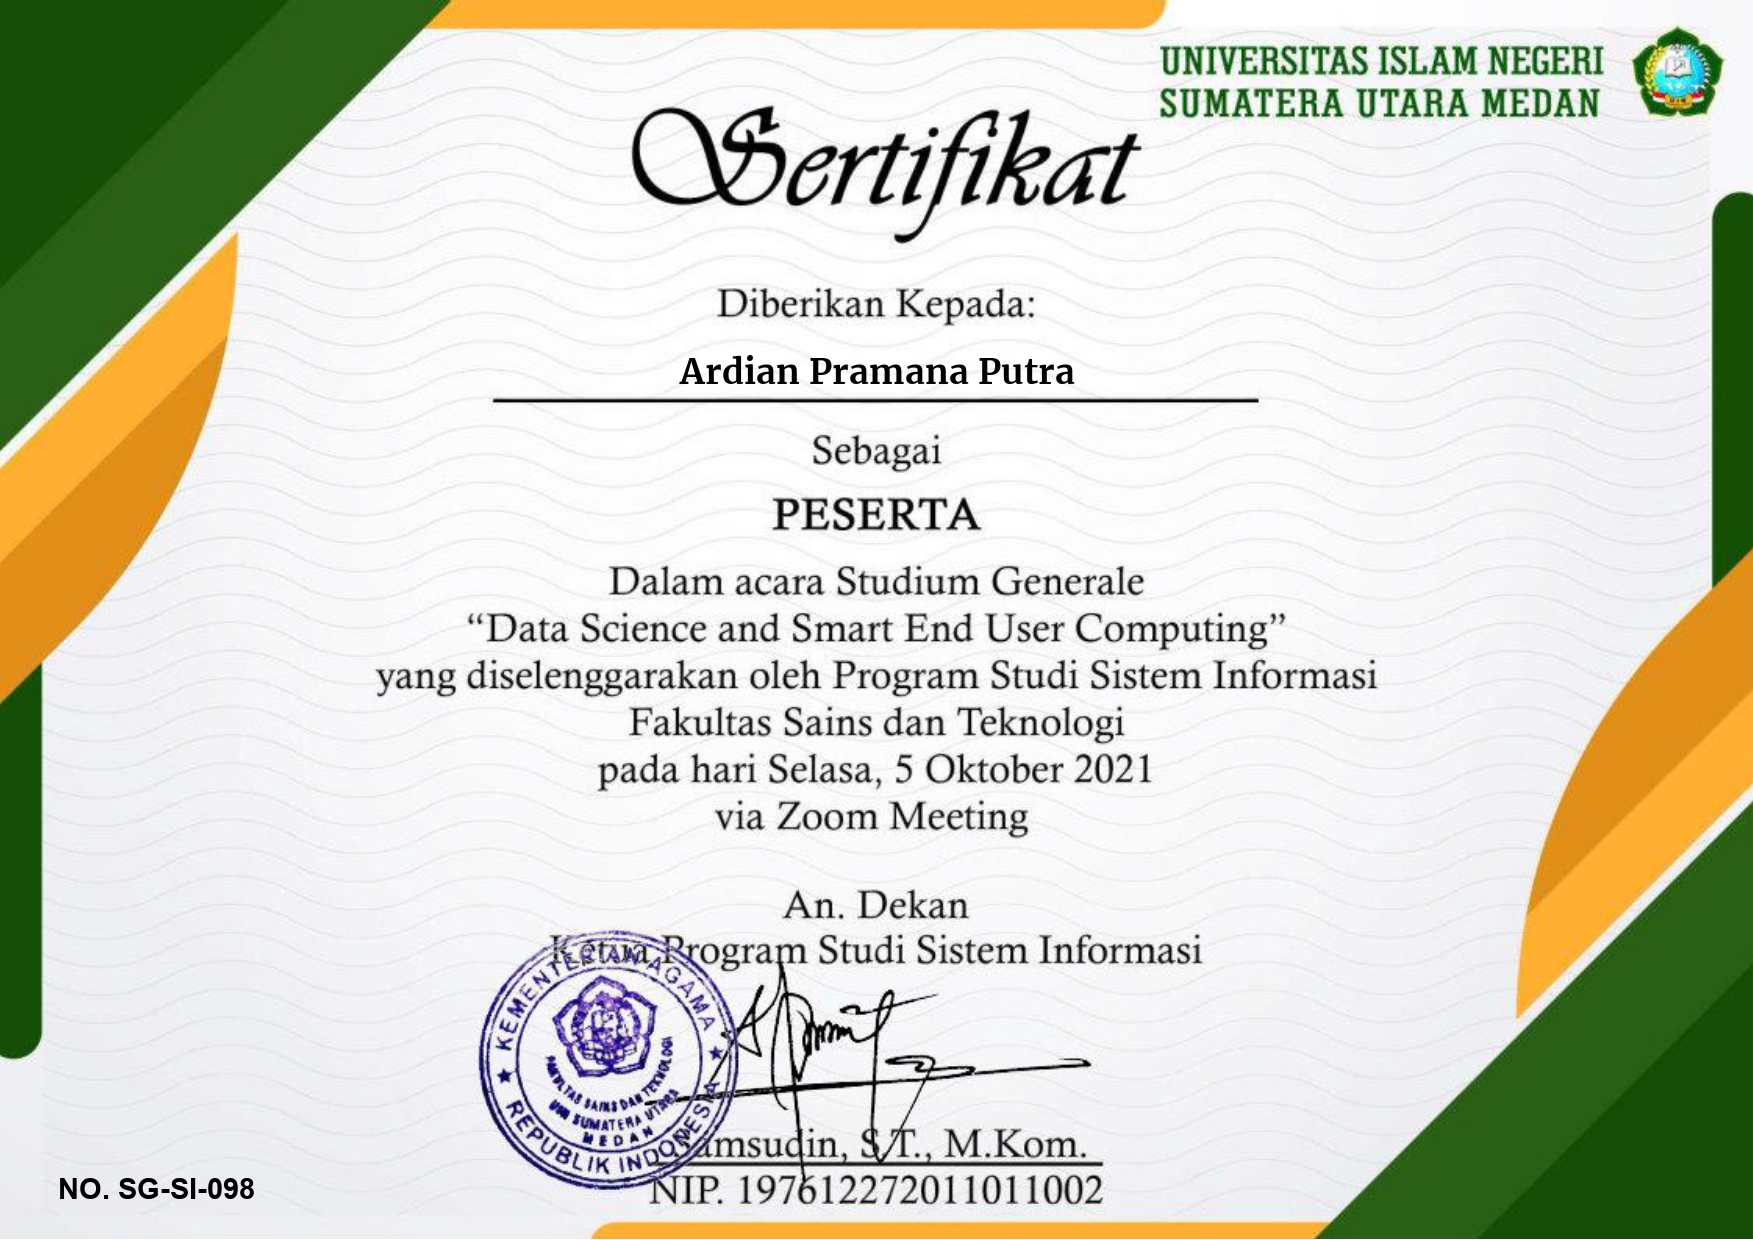 UNIVERSITAS ISLAM NEGERI
SUMATERA UTARA MEDAN
Sertifikat
Diberikan Kepada:
Ardian Pramana Putra
Sebagai
PESERTA
Dalam acara Studium Generale
“Data Science and Smart End User Computing”
yang diselenggarakan oleh Program Studi Sistem Informasi
Fakultas Sains dan Teknologi
pada hari Selasa, 5 Oktober 2021
via Zoom Meeting
An. Dekan
Ketua Program Studi Sistem Informasi
KEMENTERIAN AGAMA
REPUBLIK INDONESIA
FAKULTAS SAINS DAN TEKNOLOGI
UIN SUMATERA UTARA
MEDAN
Samsudin, S.T., M.Kom.
NIP. 197612272011011002
NO. SG-SI-098